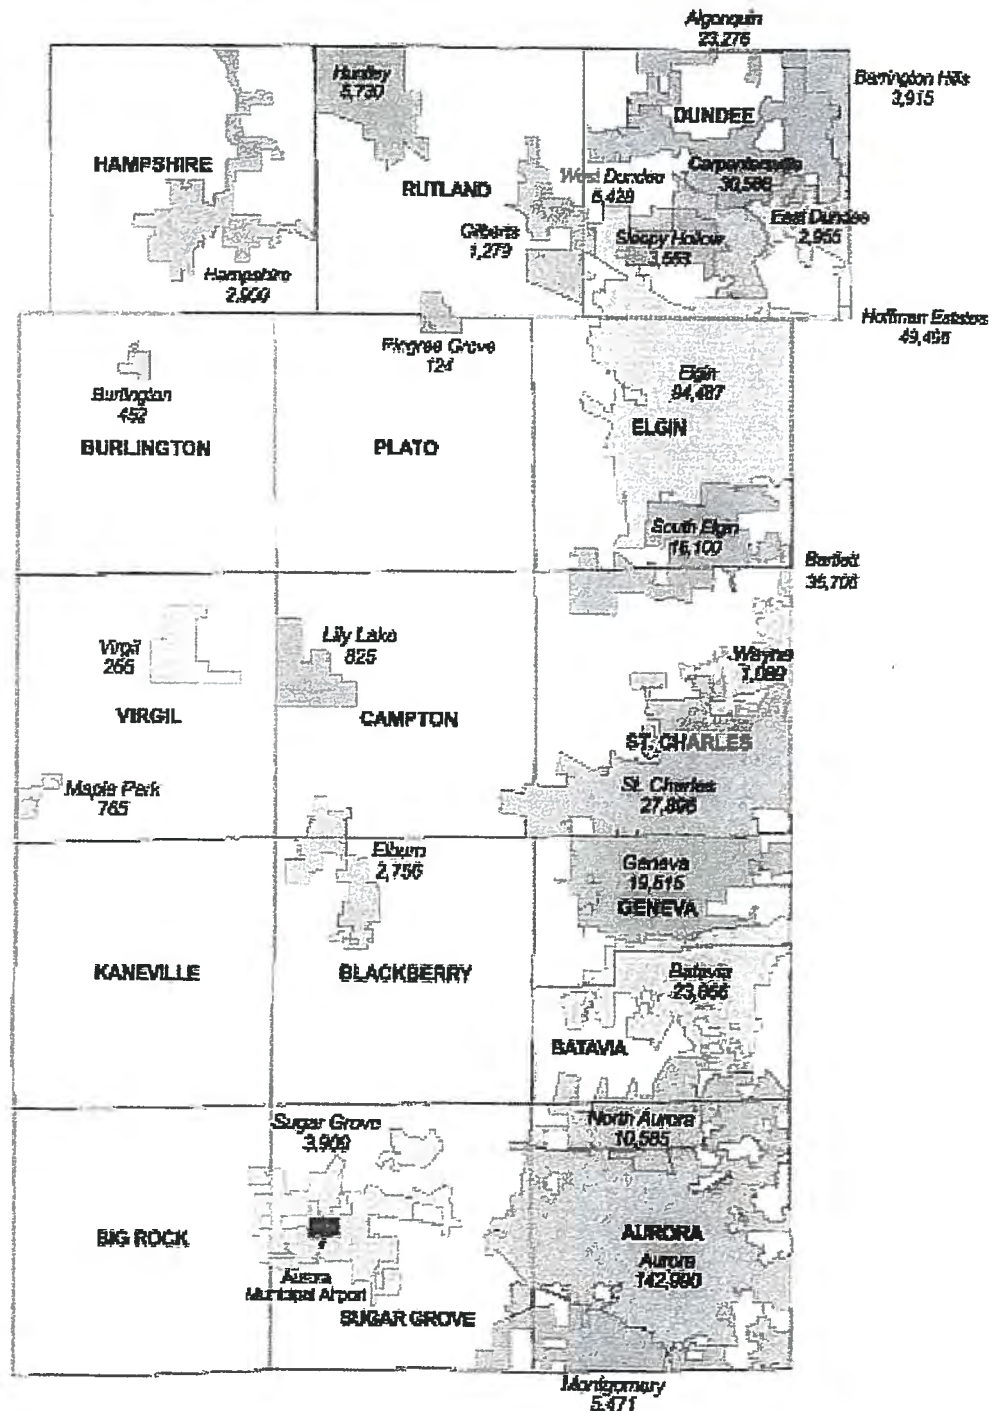 Algonquin
23,276
Barrington Hills
3,915
Huntley
5,730
DUNDEE
HAMPSHIRE
RUTLAND
Carpentersville
30,586
West Dundee
5,428
East Dundee
2,955
Gilberts
1,279
Sleepy Hollow
3,553
Hampshire
2,900
Hoffman Estates
49,495
Pingree Grove
124
Burlington
452
Elgin
94,487
ELGIN
BURLINGTON
PLATO
South Elgin
16,100
Bartlett
36,706
Virgil
266
Lily Lake
825
Wayne
1,089
VIRGIL
CAMPTON
ST. CHARLES
Maple Park
765
St. Charles
27,896
Elburn
2,756
Geneva
19,515
GENEVA
KANEVILLE
BLACKBERRY
Batavia
23,866
BATAVIA
Sugar Grove
3,909
North Aurora
10,585
BIG ROCK
AURORA
Aurora
142,990
Aurora
Municipal Airport
SUGAR GROVE
Montgomery
5,471